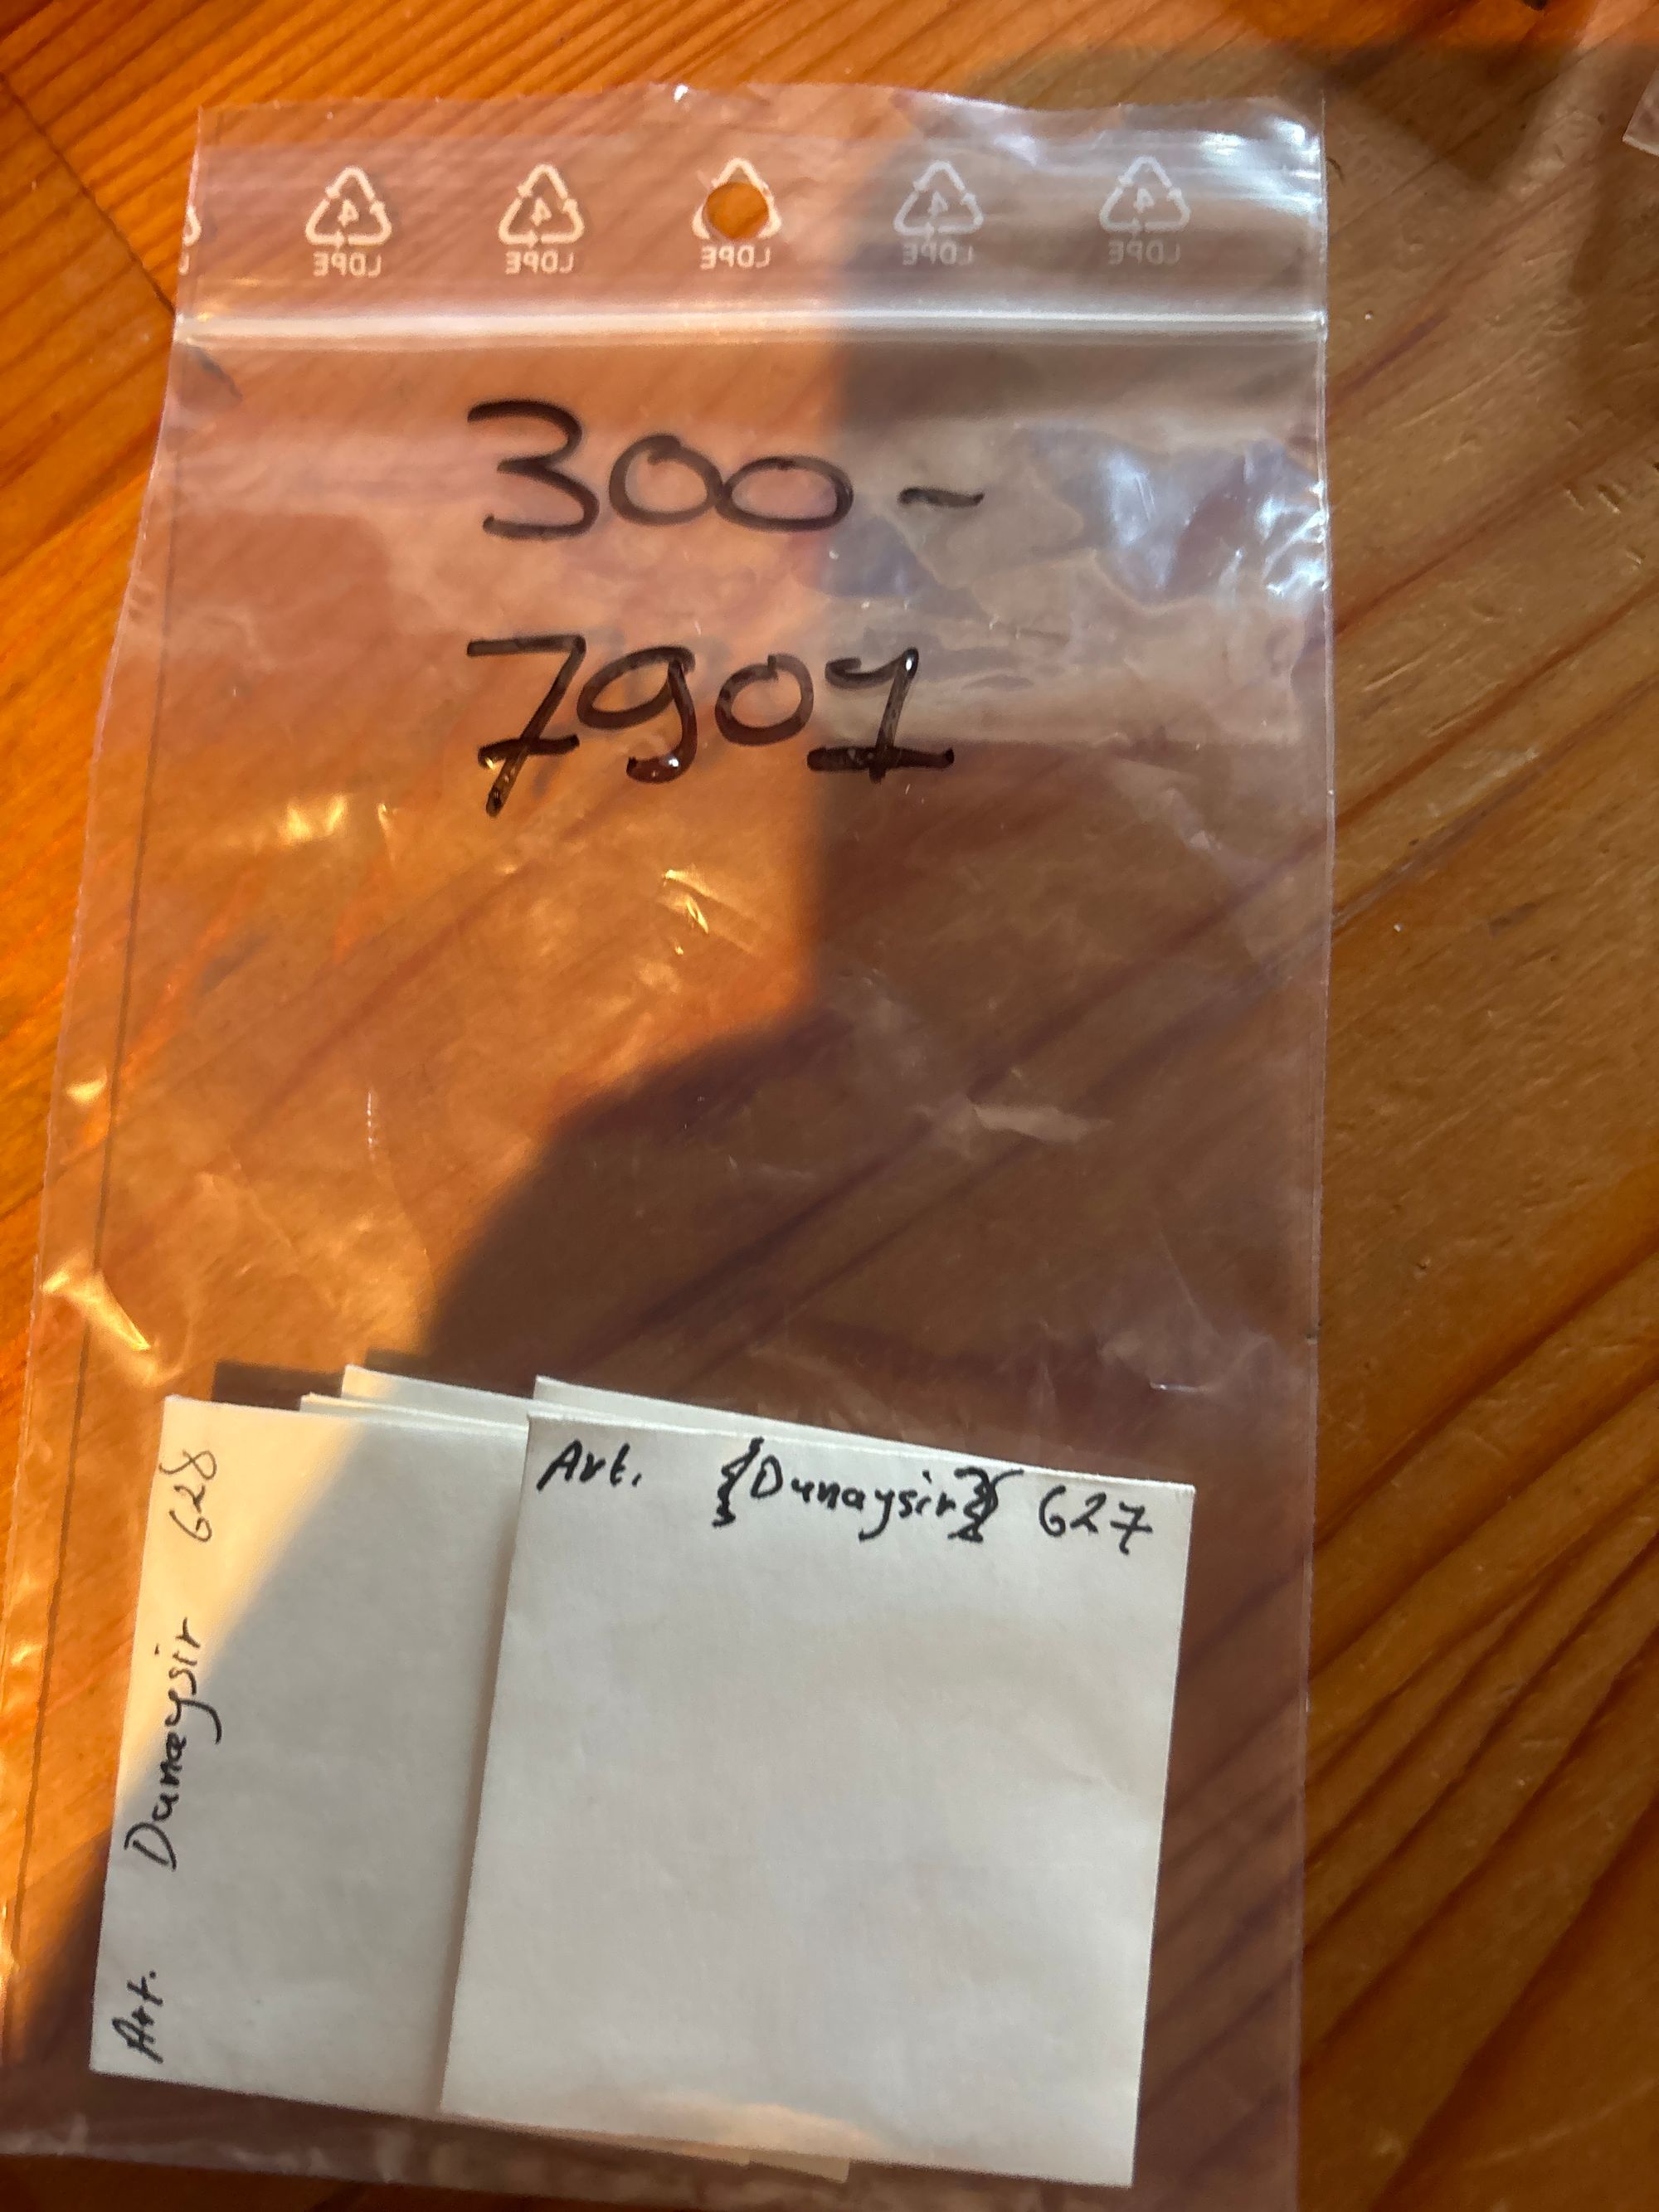 LDPE LDPE LDPE LDPE LDPE
300-
7901
Art. {Dunaysir} 627
Art. Dunaysir 628